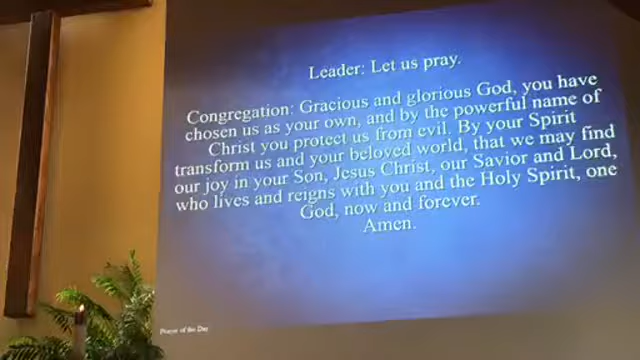 Leader: Let us pray.
Congregation: Gracious and glorious God, you have
chosen us as your own, and by the powerful name of
Christ you protect us from evil. By your Spirit
transform us and your beloved world, that we may find
our joy in your Son, Jesus Christ, our Savior and Lord,
who lives and reigns with you and the Holy Spirit, one
God, now and forever.
Amen.
Prayer of the Day